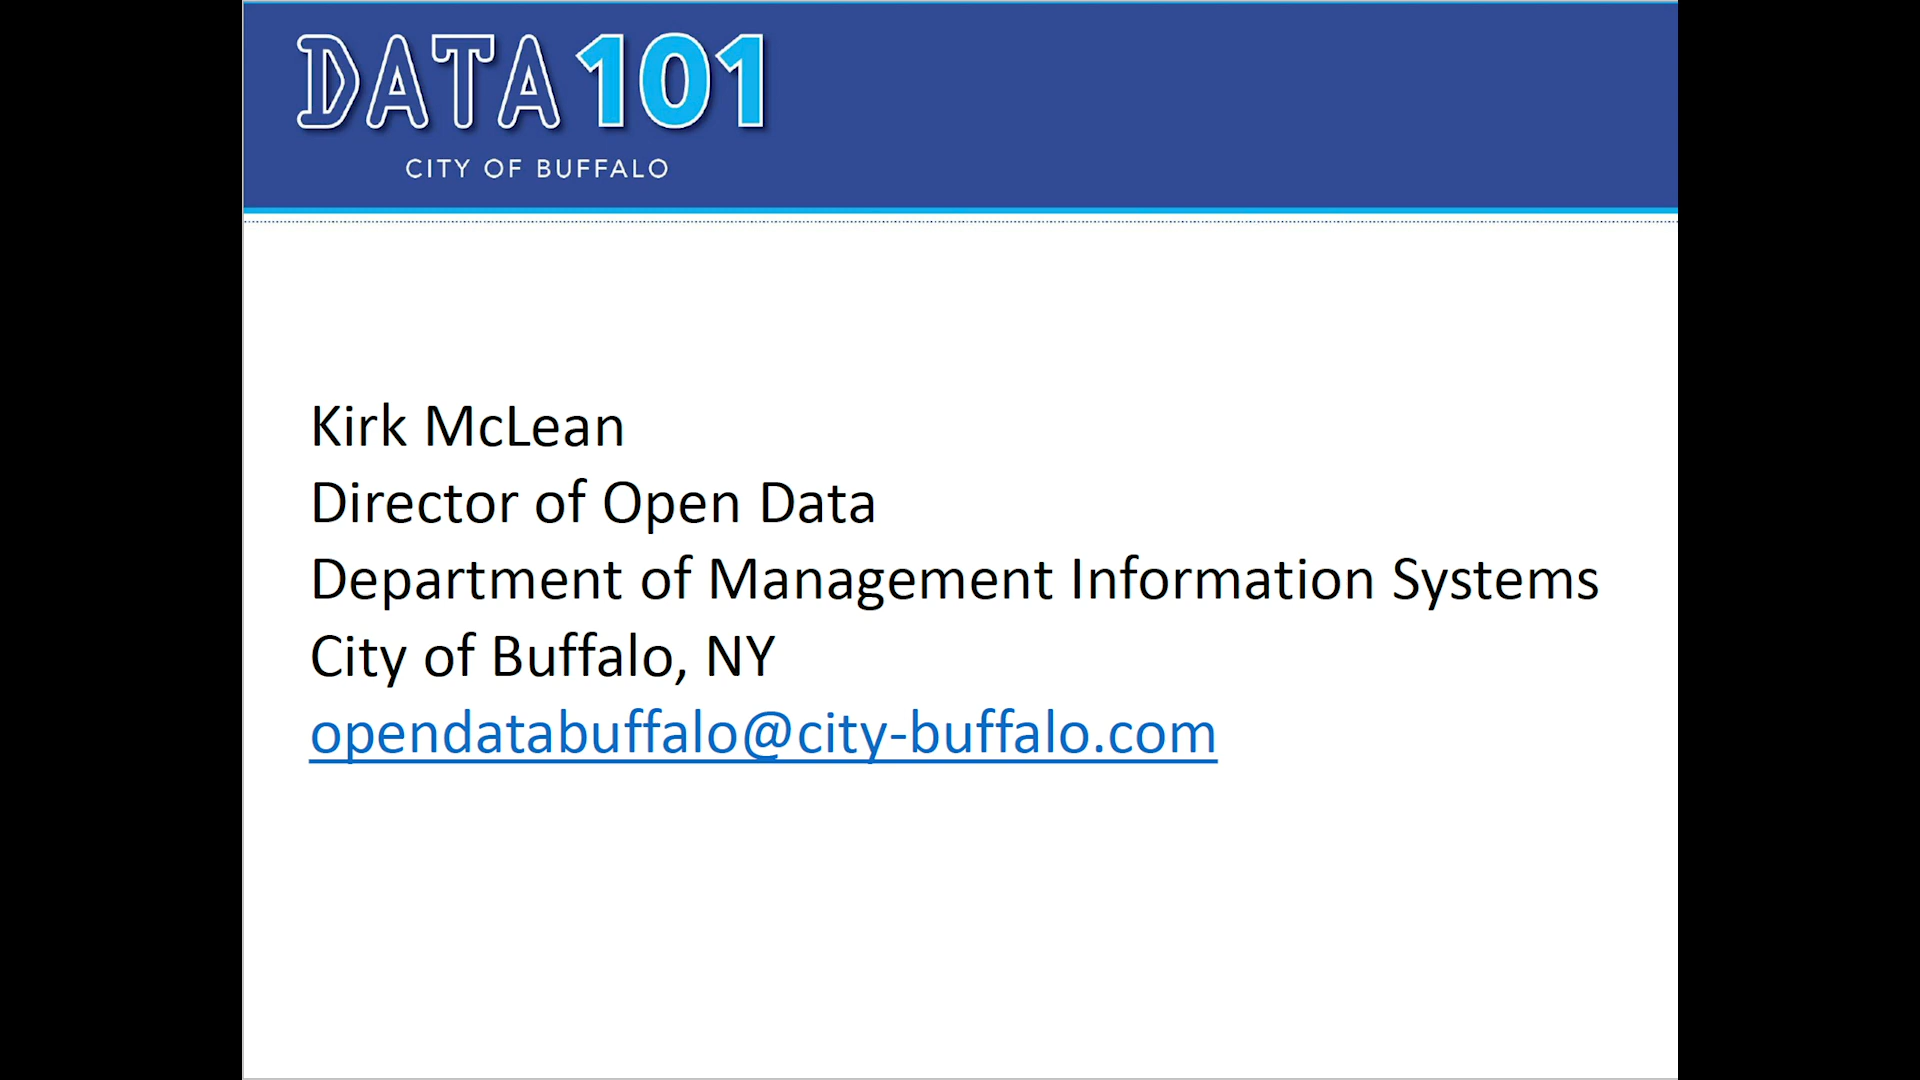 DATA 101
CITY OF BUFFALO
Kirk McLean
Director of Open Data
Department of Management Information Systems
City of Buffalo, NY
opendatabuffalo@city-buffalo.com